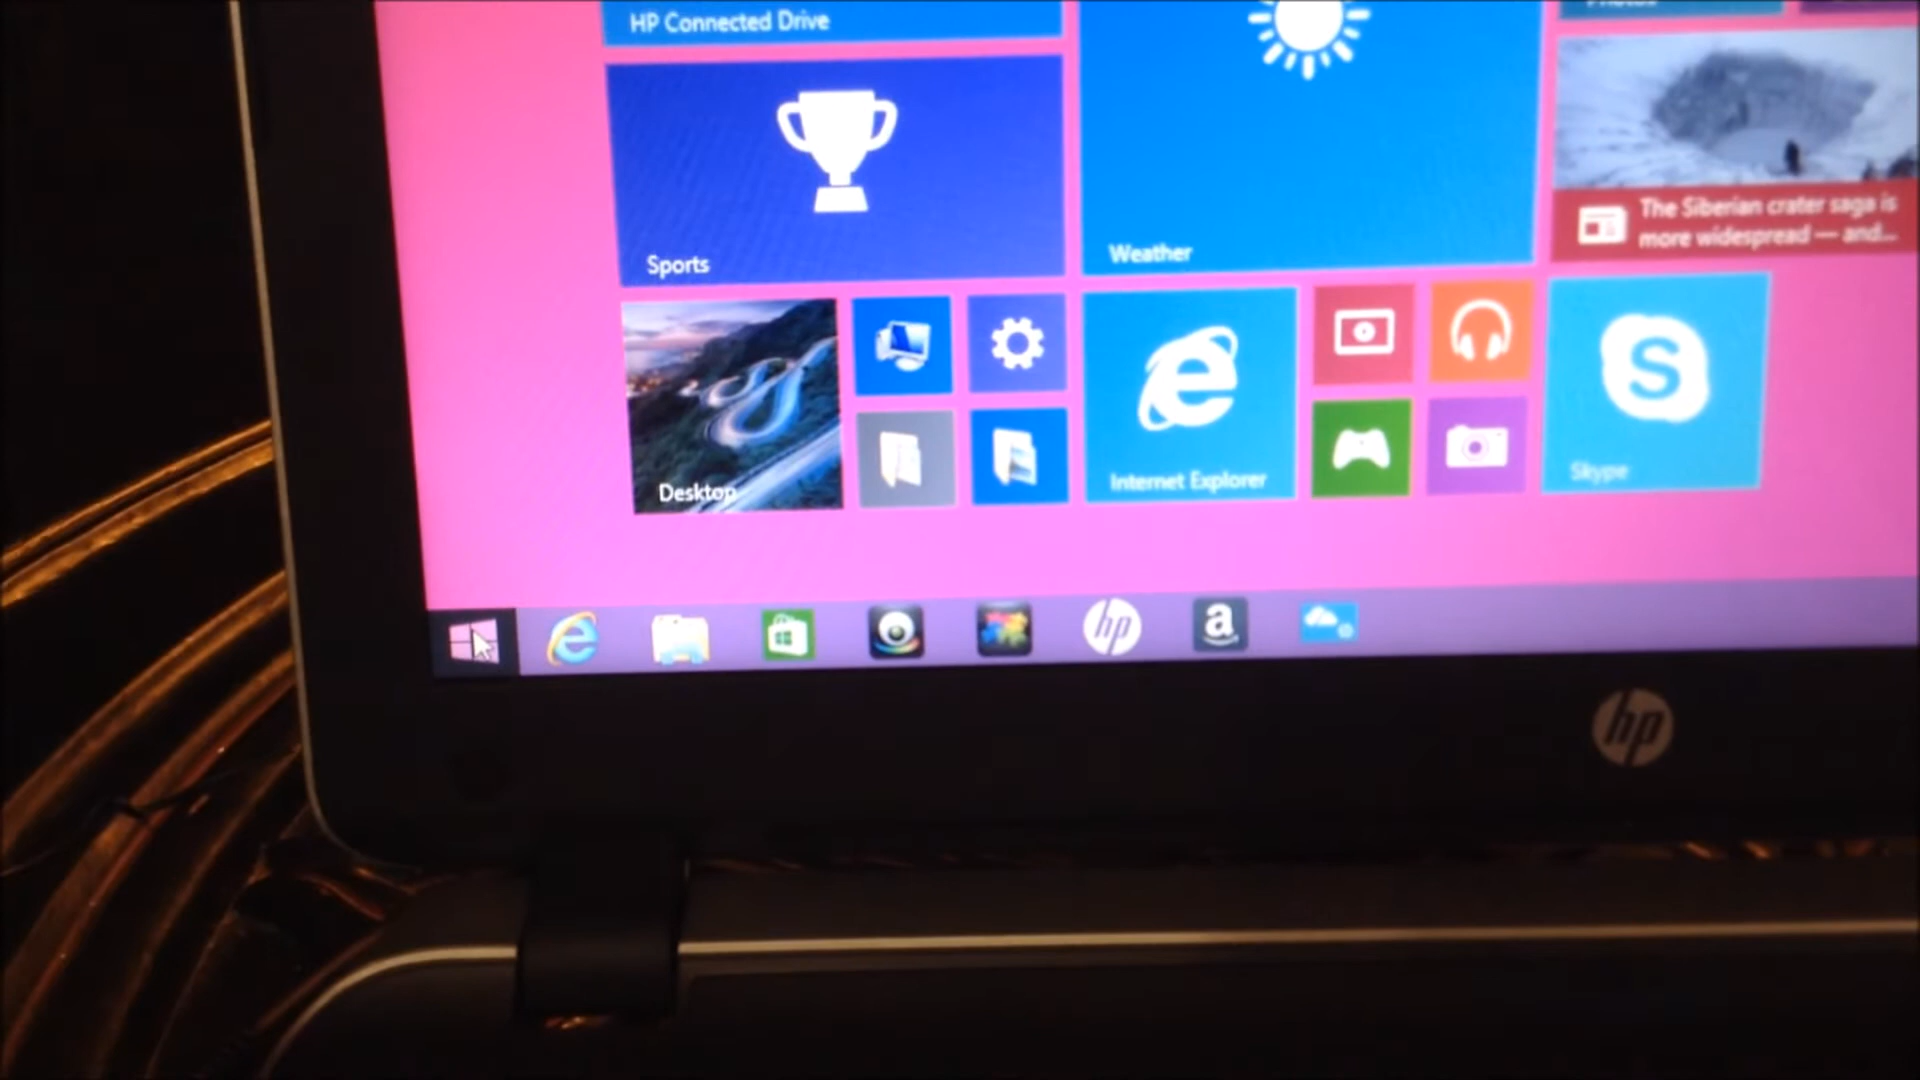 HP Connected Drive
Photos
Sports
Weather
The Siberian crater saga is
more widespread — and...
Desktop
Internet Explorer
S
Skype
hp
a
hp